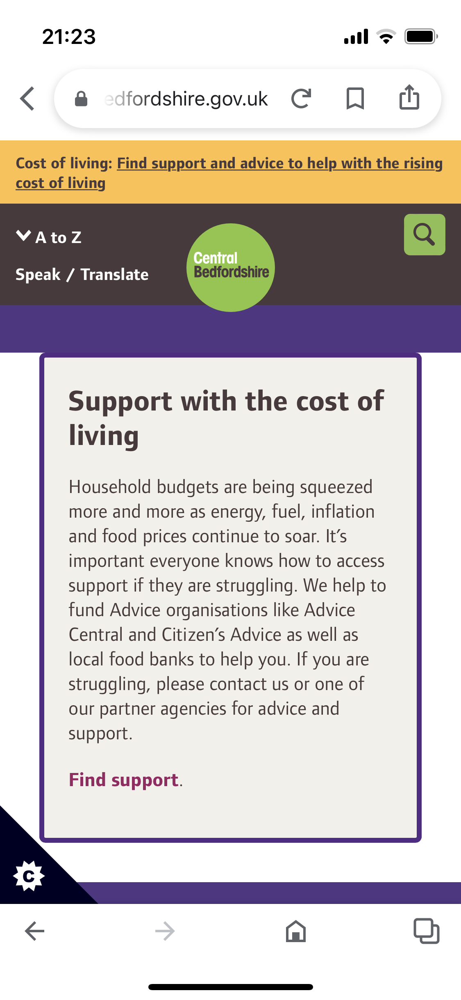 21:23
edfordshire.gov.uk
Cost of living: Find support and advice to help with the rising
cost of living
A to Z
Speak / Translate
Central
Bedfordshire
Support with the cost of
living
Household budgets are being squeezed
more and more as energy, fuel, inflation
and food prices continue to soar. It’s
important everyone knows how to access
support if they are struggling. We help to
fund Advice organisations like Advice
Central and Citizen’s Advice as well as
local food banks to help you. If you are
struggling, please contact us or one of
our partner agencies for advice and
support.
Find support.
C